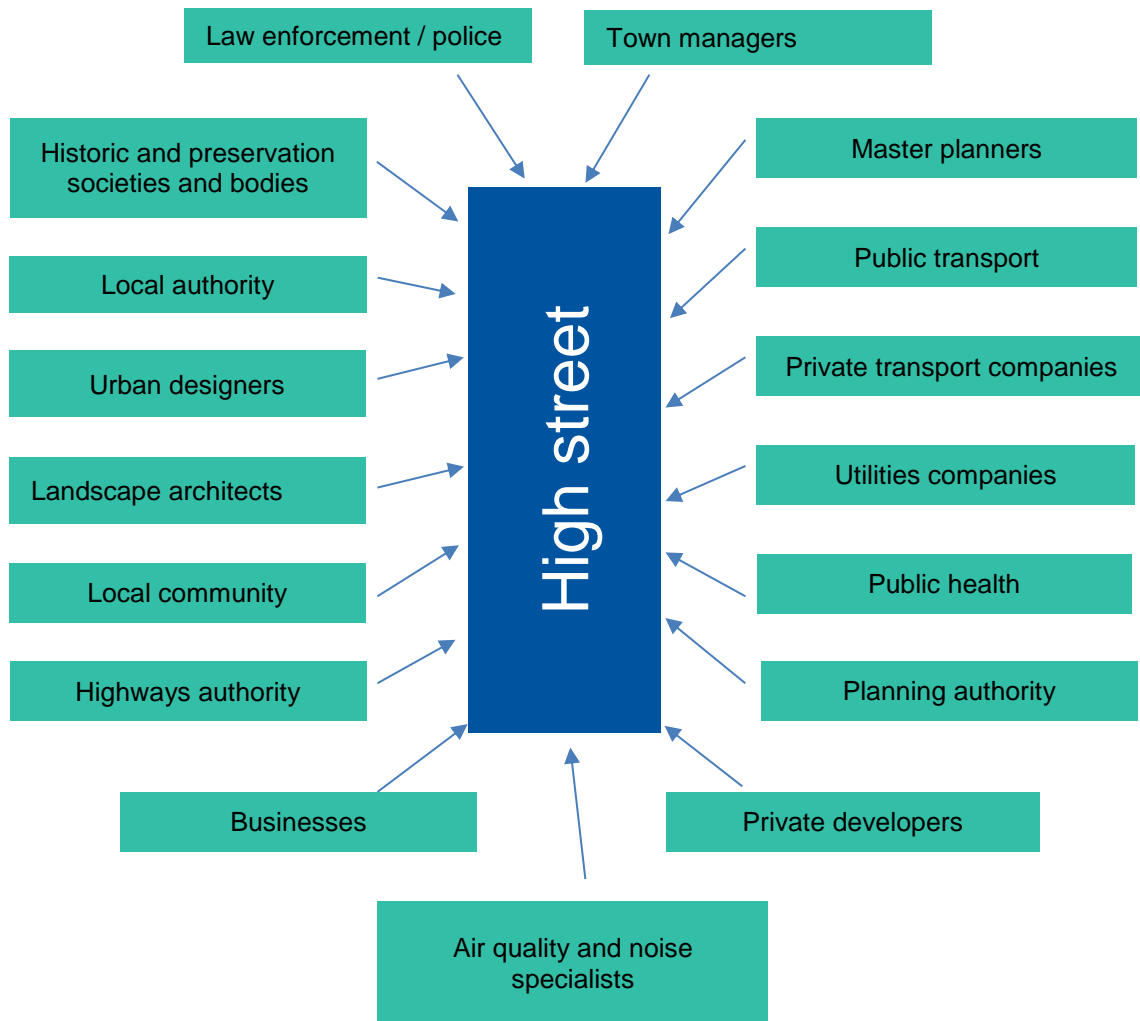 Law enforcement / police
Town managers
Historic and preservation
societies and bodies
Master planners
Local authority
Public transport
Urban designers
Private transport companies
High street
Landscape architects
Utilities companies
Local community
Public health
Highways authority
Planning authority
Businesses
Private developers
Air quality and noise
specialists